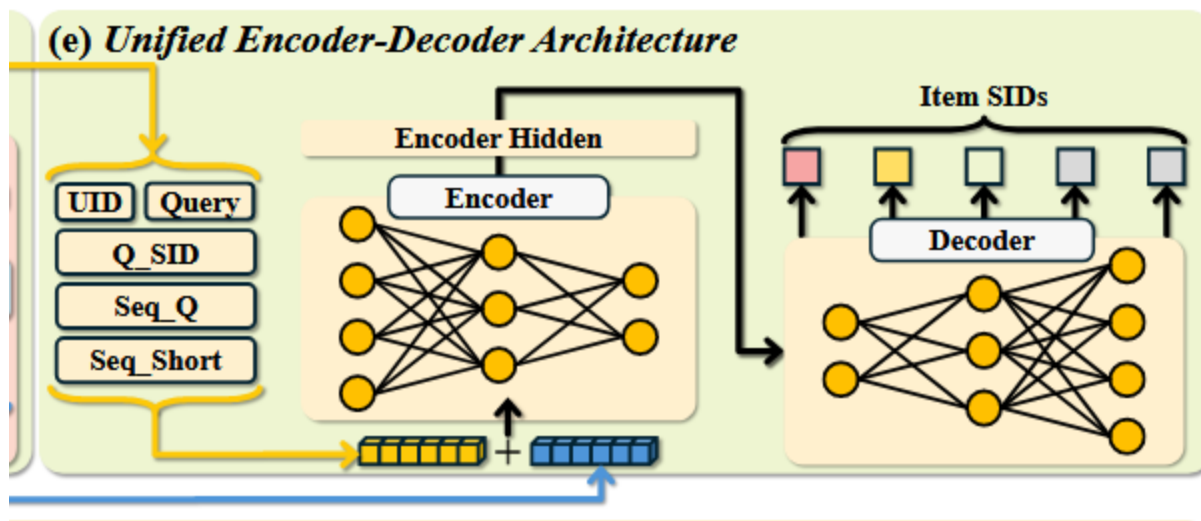 (e) Unified Encoder-Decoder Architecture
UID
Query
Q_SID
Seq_Q
Seq_Short
Encoder Hidden
Encoder
+
Item SIDs
Decoder